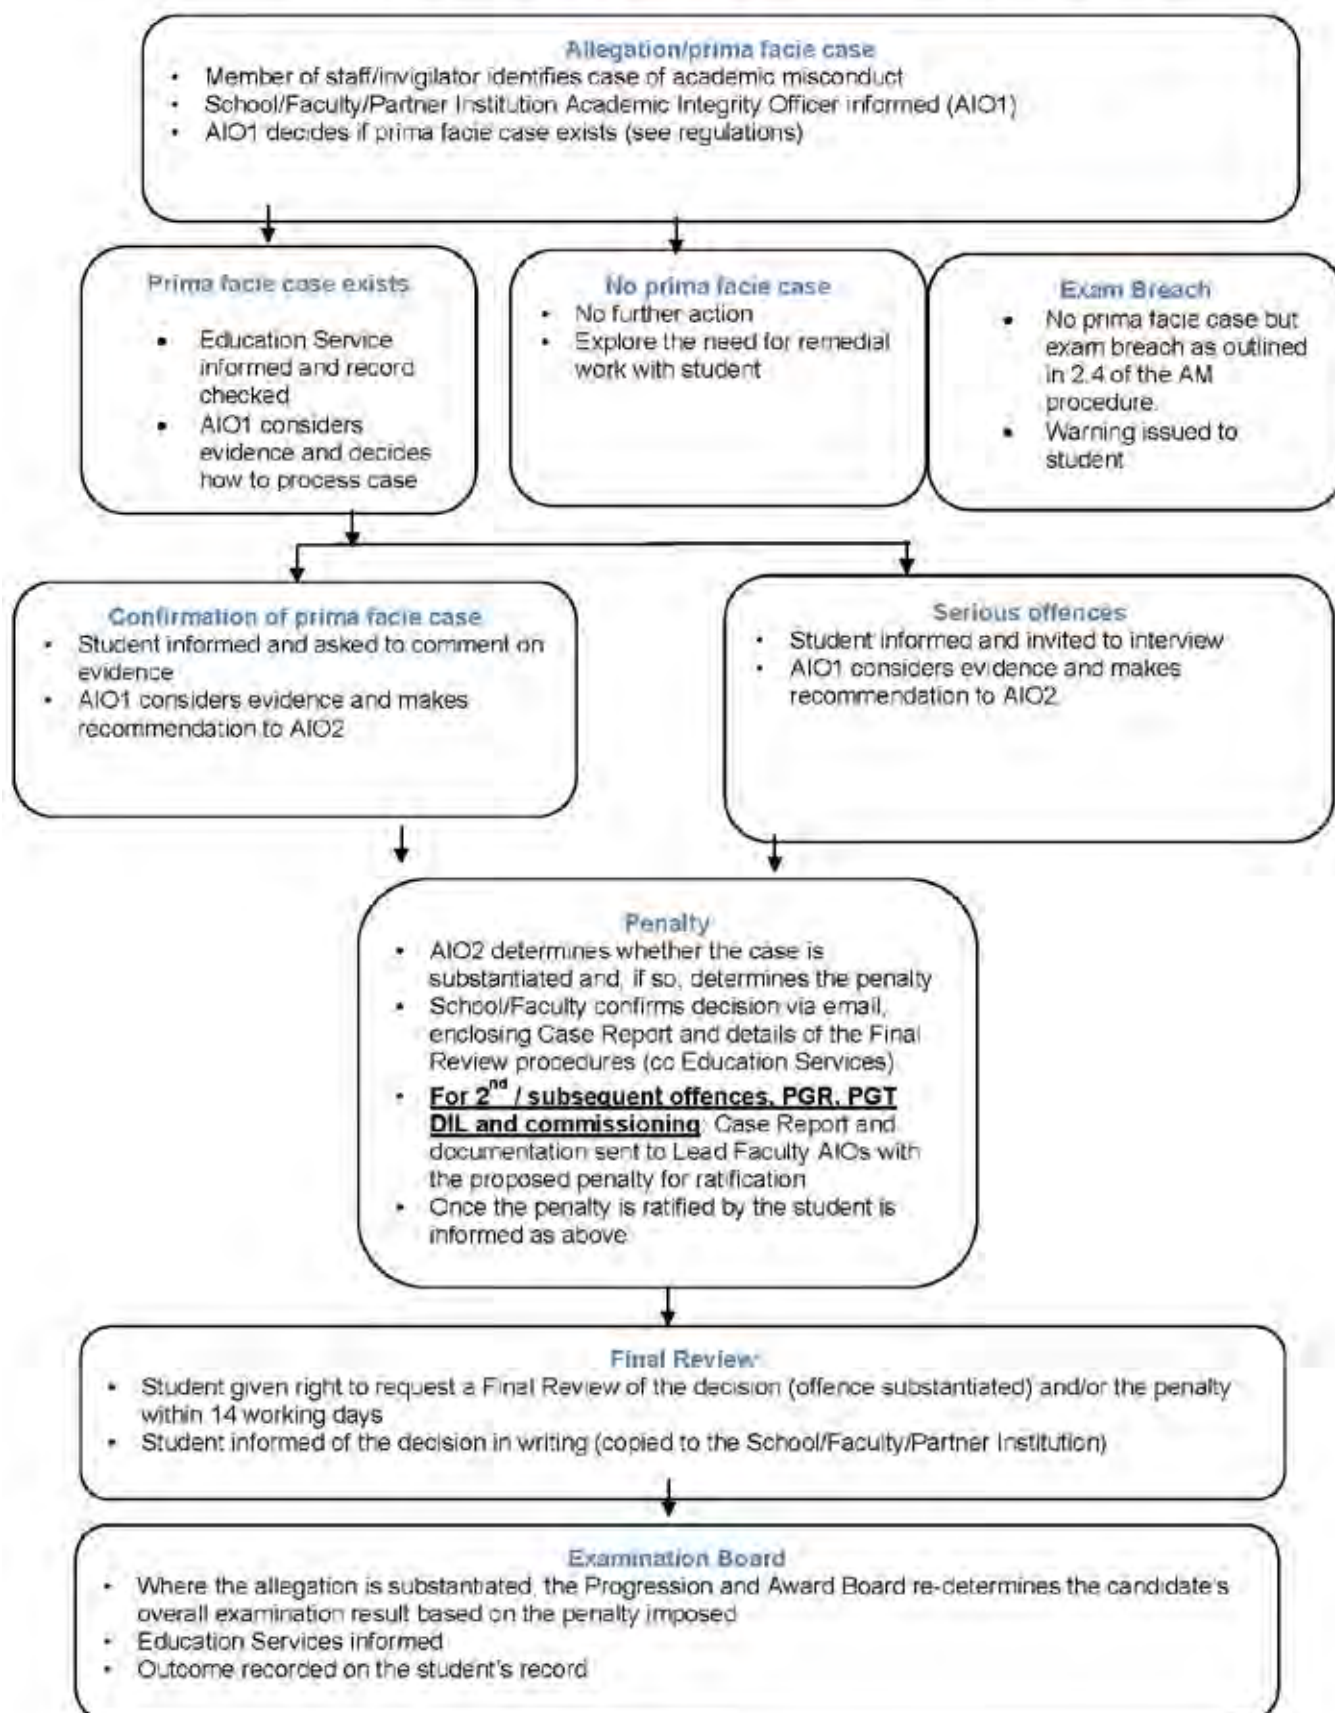 Allegation/prima facie case
• Member of staff/invigilator identifies case of academic misconduct
• School/Faculty/Partner Institution Academic Integrity Officer informed (AIO1)
• AIO1 decides if prima facie case exists (see regulations)
Prima facie case exists
• Education Service
informed and record
checked
• AIO1 considers
evidence and decides
how to process case
No prima facie case
• No further action
• Explore the need for remedial
work with student
Exam Breach
• No prima facie case but
exam breach as outlined
in 2.4 of the AM
procedure.
• Warning issued to
student
Confirmation of prima facie case
• Student informed and asked to comment on
evidence
• AIO1 considers evidence and makes
recommendation to AIO2
Serious offences
• Student informed and invited to interview
• AIO1 considers evidence and makes
recommendation to AIO2
Penalty
• AIO2 determines whether the case is
substantiated and, if so, determines the penalty
• School/Faculty confirms decision via email,
enclosing Case Report and details of the Final
Review procedures (cc Education Services)
• For 2nd / subsequent offences, PGR, PGT
DIL and commissioning: Case Report and
documentation sent to Lead Faculty AIOs with
the proposed penalty for ratification
• Once the penalty is ratified by the student is
informed as above
Final Review
• Student given right to request a Final Review of the decision (offence substantiated) and/or the penalty
within 14 working days
• Student informed of the decision in writing (copied to the School/Faculty/Partner Institution)
Examination Board
• Where the allegation is substantiated, the Progression and Award Board re-determines the candidate's
overall examination result based on the penalty imposed
• Education Services informed
• Outcome recorded on the student's record